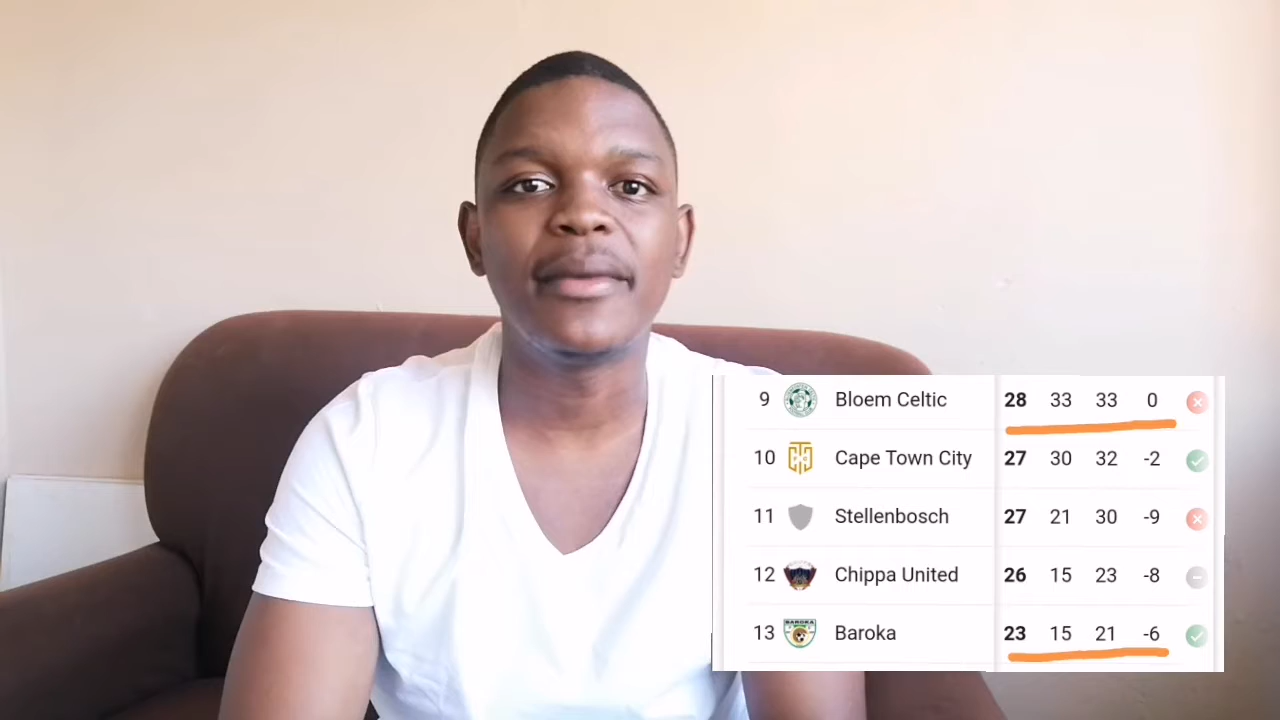 9 Bloem Celtic 28 33 33 0
10 Cape Town City 27 30 32 -2
11 Stellenbosch 27 21 30 -9
12 Chippa United 26 15 23 -8
BAROKA
13 Baroka 23 15 21 -6